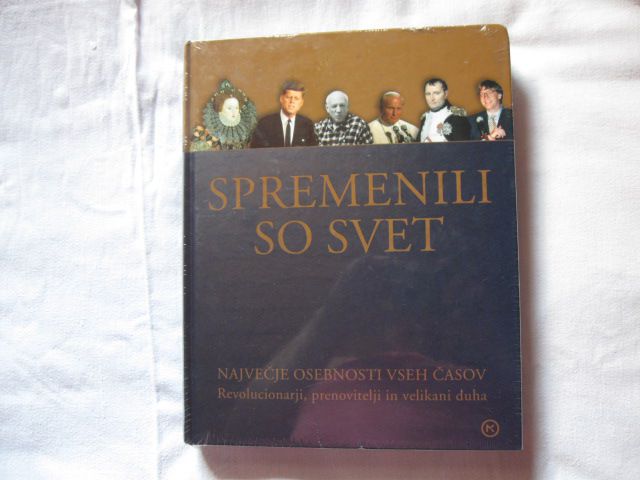 SPREMENILI
SO SVET
NAJVEČJE OSEBNOSTI VSEH ČASOV
Revolucionarji, prenovitelji in velikani duha